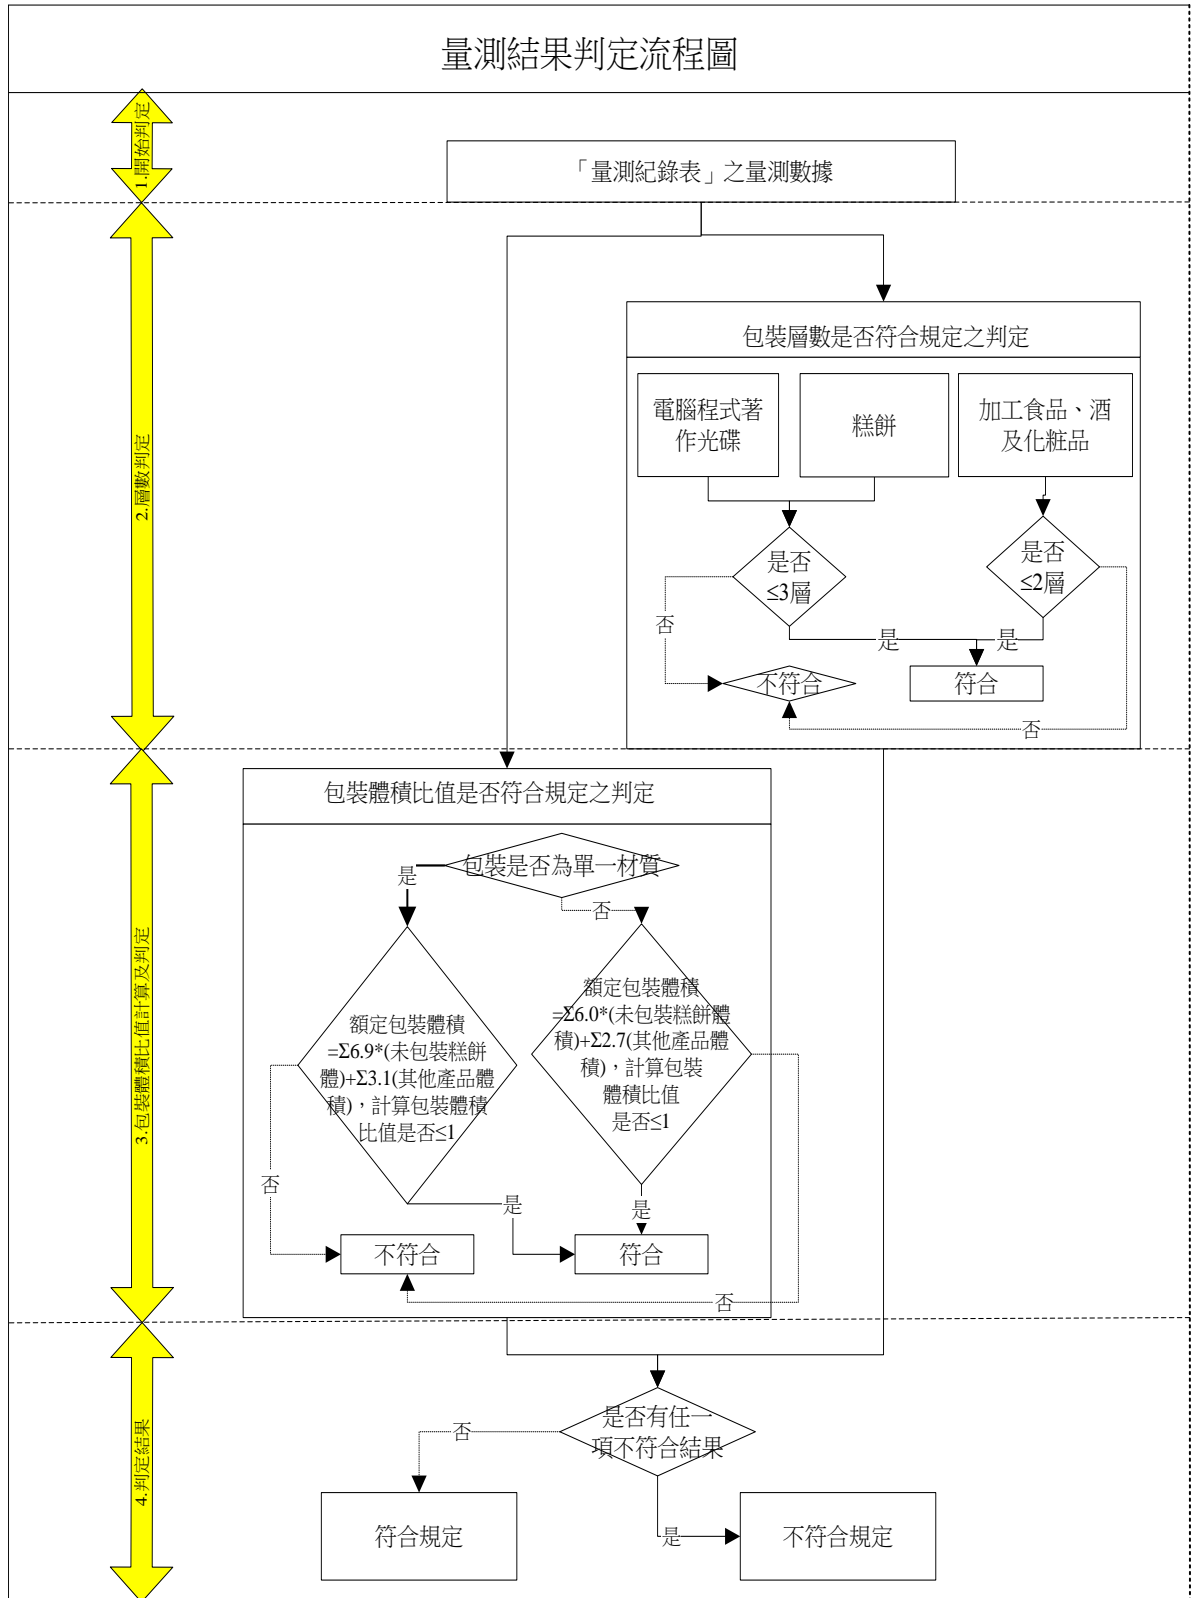 量測結果判定流程圖
1.開始判定
「量測紀錄表」之量測數據
2.層數判定
包裝層數是否符合規定之判定
電腦程式著
作光碟
糕餅
加工食品、酒
及化粧品
是否
≤3層
是否
≤2層
否
是
是
不符合
符合
否
3.包裝體積比值計算及判定
包裝體積比值是否符合規定之判定
包裝是否為單一材質
是
否
額定包裝體積
=Σ6.9*(未包裝糕餅
體)+Σ3.1(其他產品體
積)，計算包裝體積
比值是否≤1
額定包裝體積
=Σ6.0*(未包裝糕餅體
積)+Σ2.7(其他產品體
積)，計算包裝
體積比值
是否≤1
否
是
是
不符合
符合
否
4.判定結果
是否有任一
項不符合結果
否
是
符合規定
不符合規定